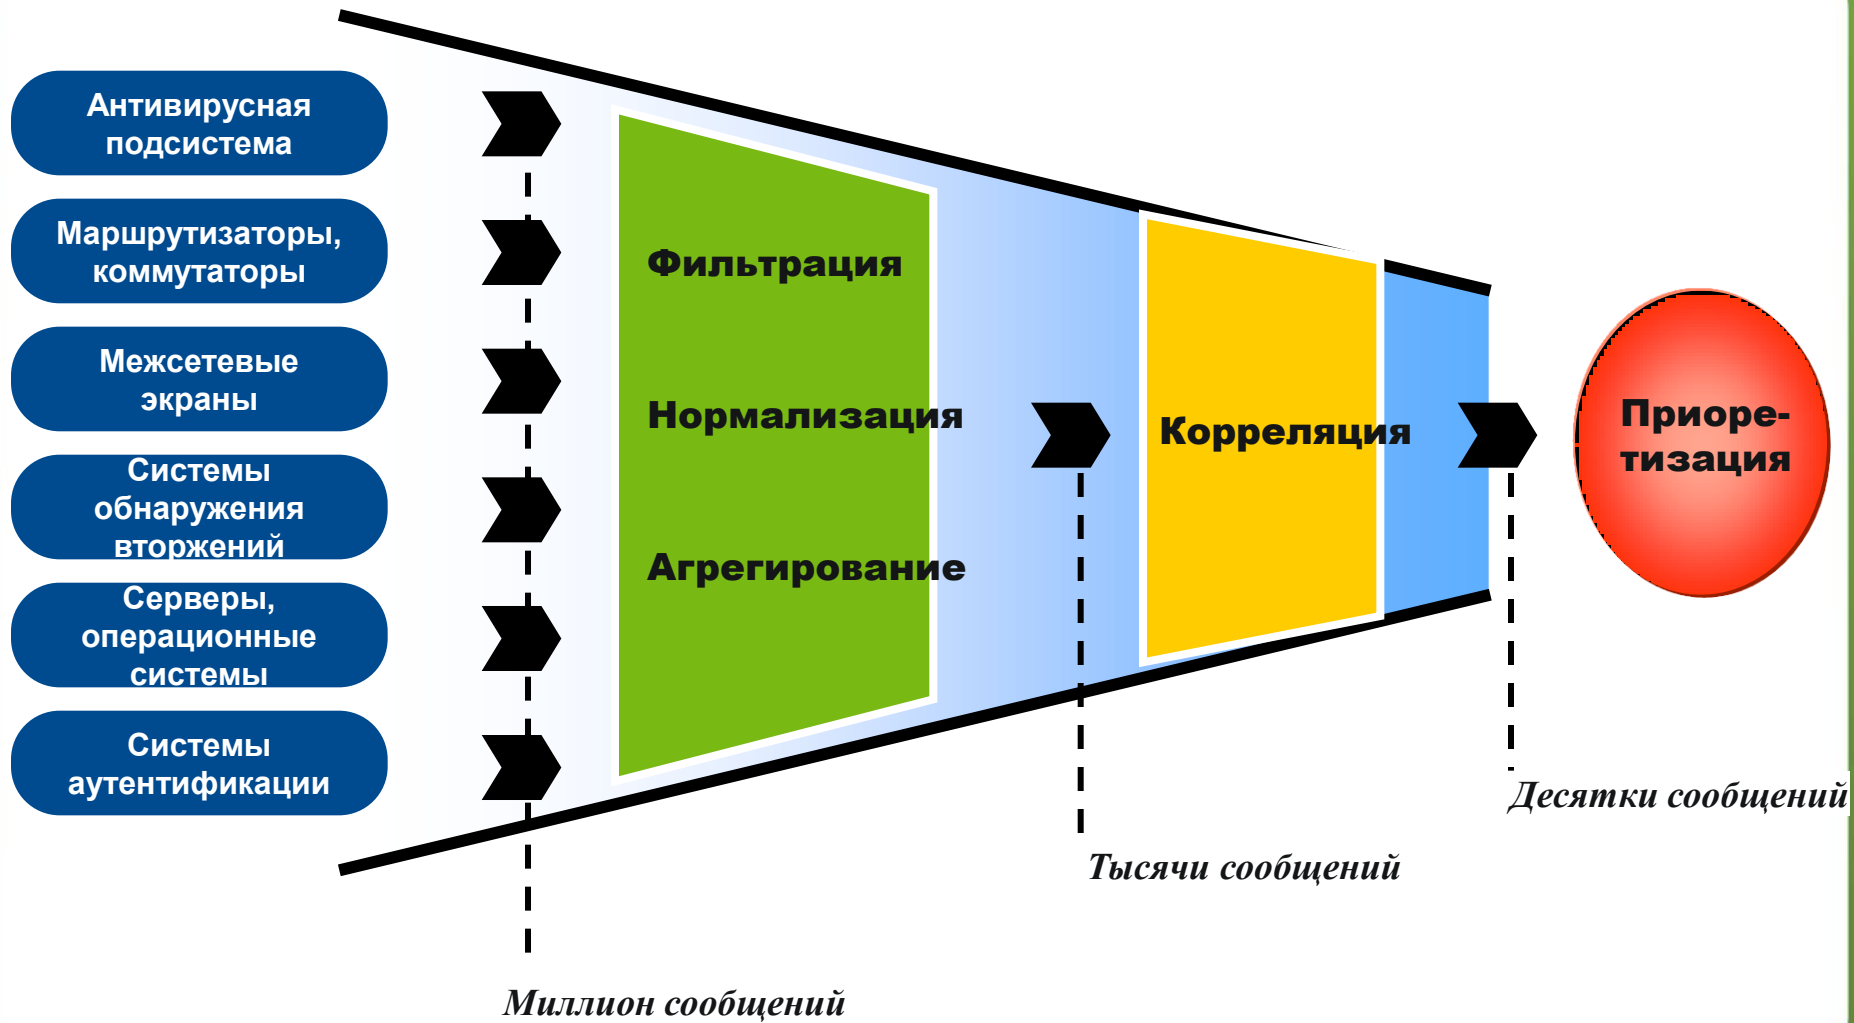 Антивирусная
подсистема
Маршрутизаторы,
коммутаторы
Межсетевые
экраны
Системы
обнаружения
вторжений
Серверы,
операционные
системы
Системы
аутентификации
Фильтрация
Нормализация
Агрегирование
Корреляция
Приоре-
тизация
Десятки сообщений
Тысячи сообщений
Миллион сообщений